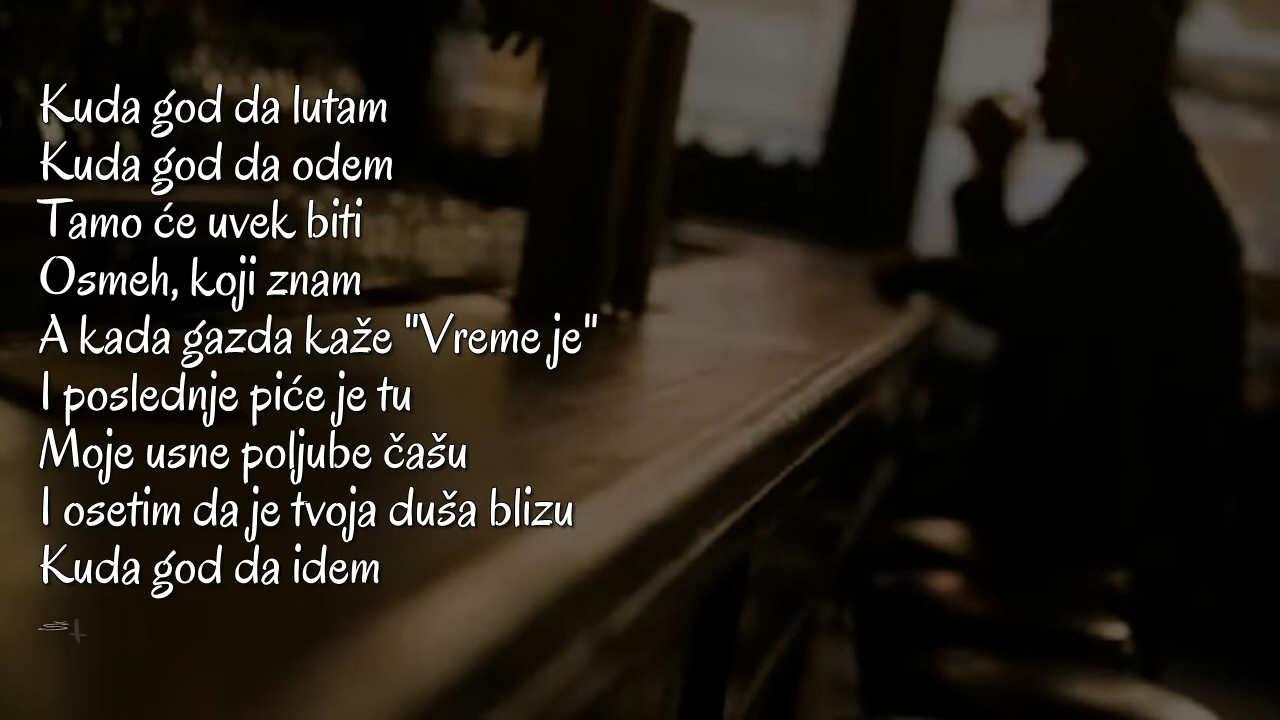 Kuda god da lutam
Kuda god da odem
Tamo će uvek biti
Osmeh, koji znam
A kada gazda kaže "Vreme je"
I poslednje piće je tu
Moje usne poljube čašu
I osetim da je tvoja duša blizu
Kuda god da idem